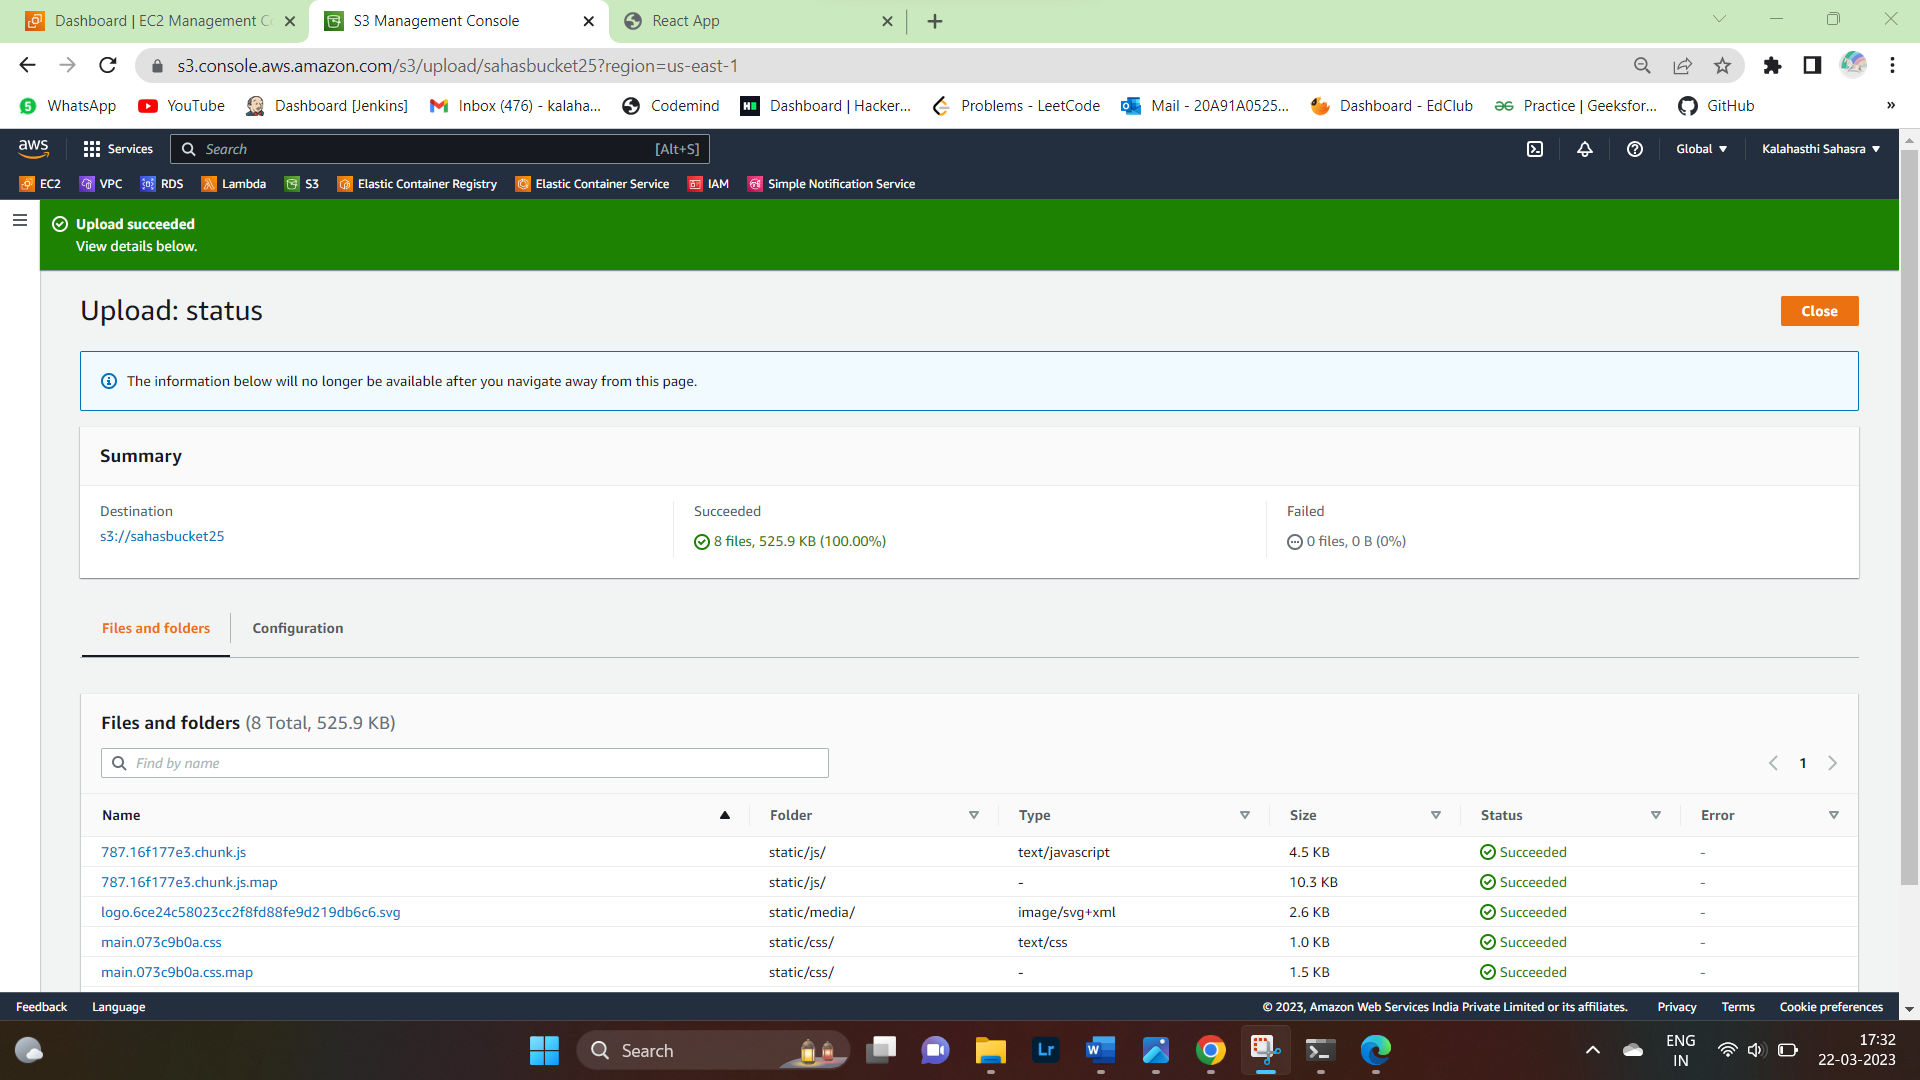 Dashboard | EC2 Management Co
S3 Management Console
React App
s3.console.aws.amazon.com/s3/upload/sahasbucket25?region=us-east-1
WhatsApp YouTube Dashboard [Jenkins] Inbox (476) - kalaha... Codemind Dashboard | Hacker... Problems - LeetCode Mail - 20A91A0525... Dashboard - EdClub Practice | Geeksfor... GitHub »
aws Services Search [Alt+S] Global Kalahasthi Sahasra
EC2 VPC RDS Lambda S3 Elastic Container Registry Elastic Container Service IAM Simple Notification Service
Upload succeeded
View details below.
Upload: status
Close
The information below will no longer be available after you navigate away from this page.
Summary
Destination
s3://sahasbucket25
Succeeded
8 files, 525.9 KB (100.00%)
Failed
0 files, 0 B (0%)
Files and folders
Configuration
Files and folders (8 Total, 525.9 KB)
Find by name
1
Name Folder Type Size Status Error
787.16f177e3.chunk.js static/js/ text/javascript 4.5 KB Succeeded -
787.16f177e3.chunk.js.map static/js/ - 10.3 KB Succeeded -
logo.6ce24c58023cc2f8fd88fe9d219db6c6.svg static/media/ image/svg+xml 2.6 KB Succeeded -
main.073c9b0a.css static/css/ text/css 1.0 KB Succeeded -
main.073c9b0a.css.map static/css/ - 1.5 KB Succeeded -
Feedback Language © 2023, Amazon Web Services India Private Limited or its affiliates. Privacy Terms Cookie preferences
Search
Lr
W
ENG
IN
17:32
22-03-2023